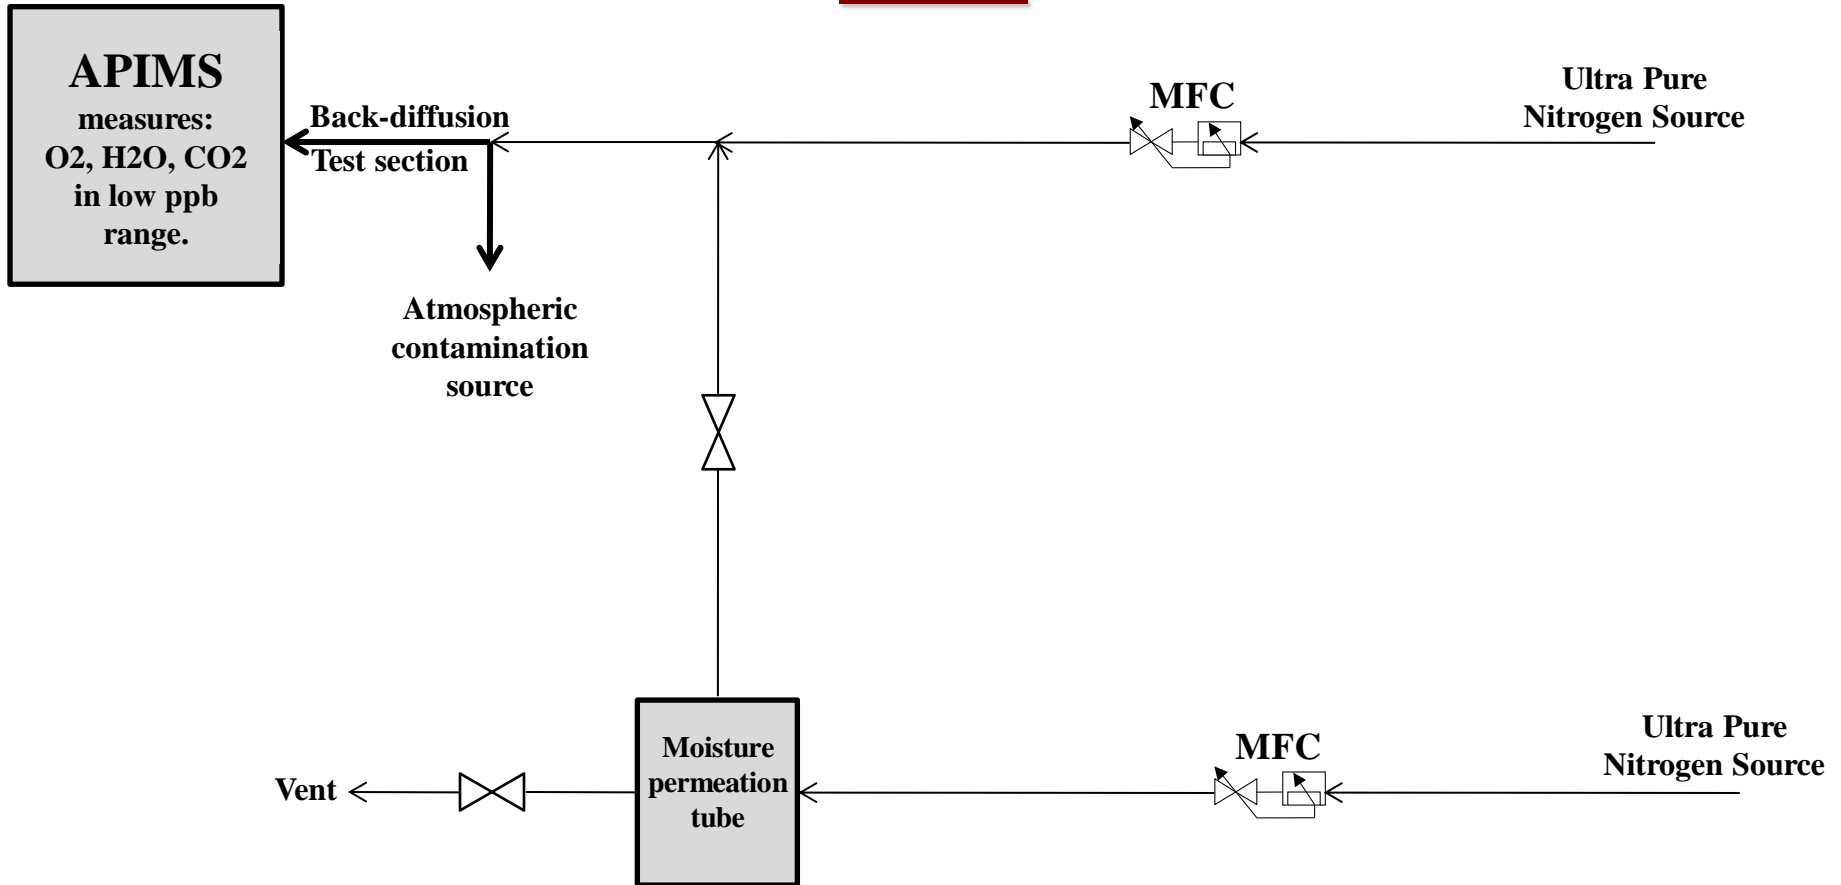 APIMS
measures:
O2, H2O, CO2
in low ppb
range.
Back-diffusion
Test section
Atmospheric
contamination
source
MFC
Ultra Pure
Nitrogen Source
Vent
Moisture
permeation
tube
MFC
Ultra Pure
Nitrogen Source